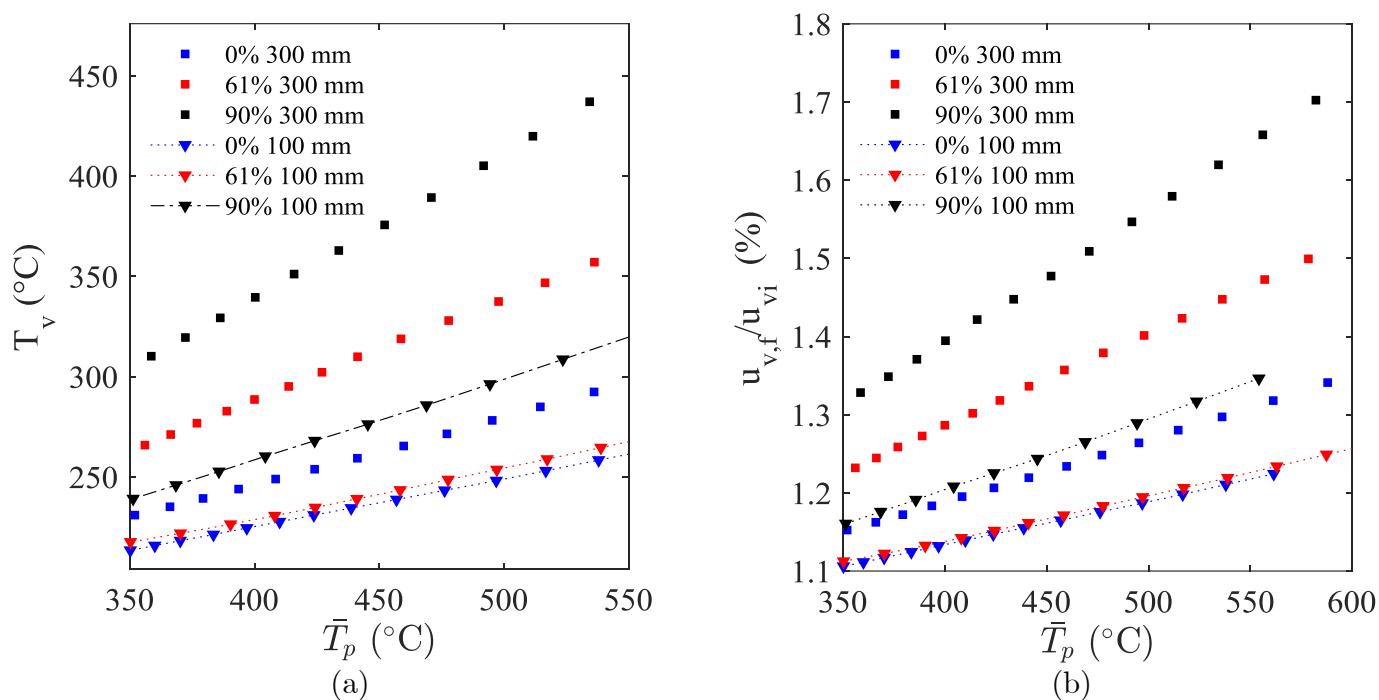 T_v (°C)
450
400
350
300
250
350
400
450
500
550
T̄_p (°C)
(a)
0% 300 mm
61% 300 mm
90% 300 mm
0% 100 mm
61% 100 mm
90% 100 mm
u_{v,f}/u_{vi} (%)
1.8
1.7
1.6
1.5
1.4
1.3
1.2
1.1
350
400
450
500
550
600
T̄_p (°C)
(b)
0% 300 mm
61% 300 mm
90% 300 mm
0% 100 mm
61% 100 mm
90% 100 mm